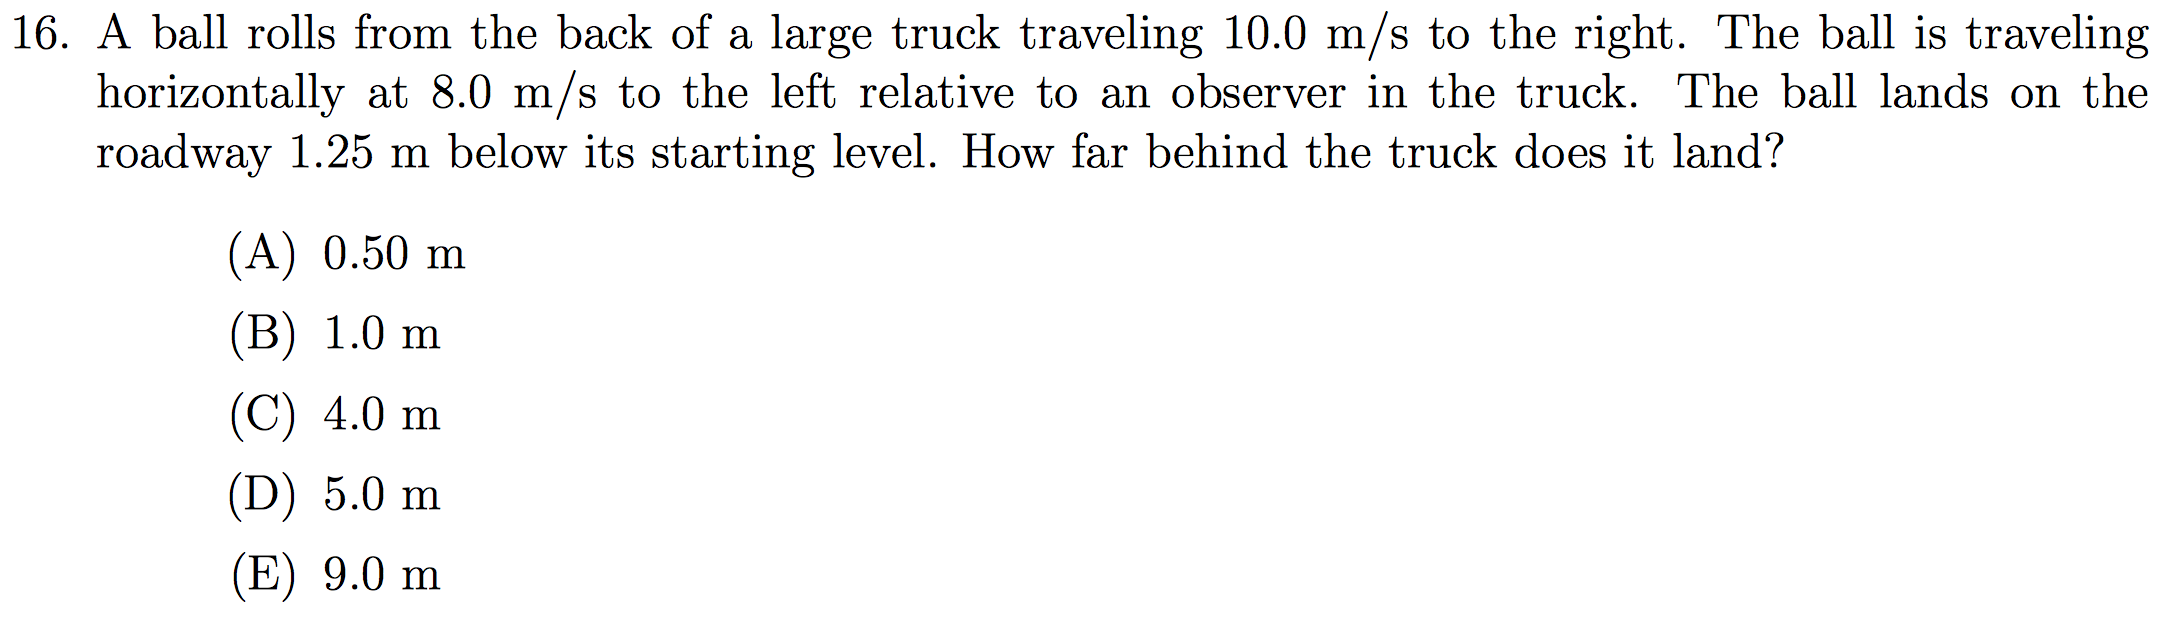 16. A ball rolls from the back of a large truck traveling 10.0 m/s to the right. The ball is traveling
horizontally at 8.0 m/s to the left relative to an observer in the truck. The ball lands on the
roadway 1.25 m below its starting level. How far behind the truck does it land?
(A) 0.50 m
(B) 1.0 m
(C) 4.0 m
(D) 5.0 m
(E) 9.0 m